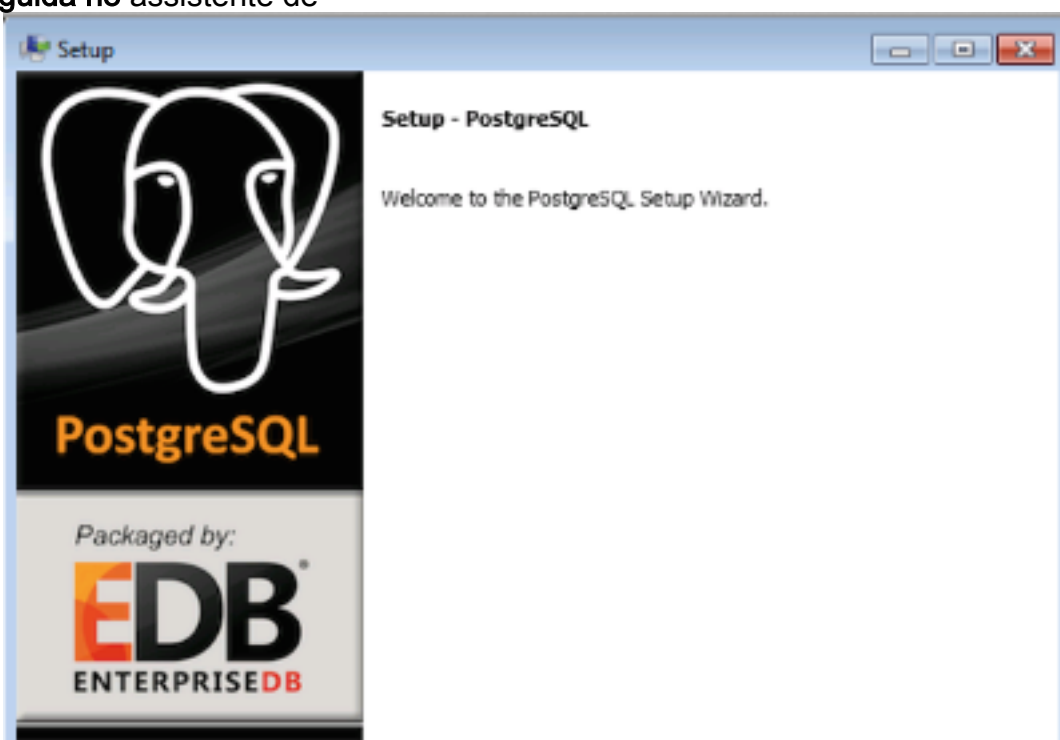 guida no assistente de
Setup
Setup - PostgreSQL
Welcome to the PostgreSQL Setup Wizard.
PostgreSQL
Packaged by:
EDB
ENTERPRISEDB